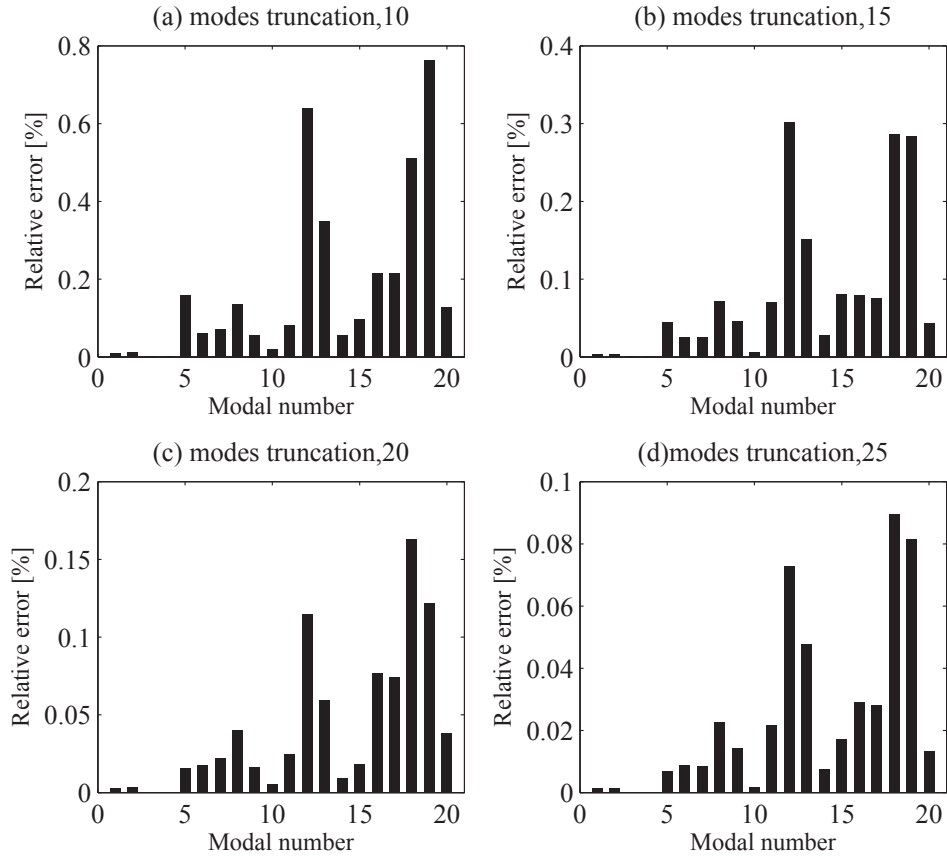 (a) modes truncation,10
Relative error [%]
0.8
0.6
0.4
0.2
0
0 5 10 15 20
Modal number
(b) modes truncation,15
Relative error [%]
0.4
0.3
0.2
0.1
0
0 5 10 15 20
Modal number
(c) modes truncation,20
Relative error [%]
0.2
0.15
0.1
0.05
0
0 5 10 15 20
Modal number
(d)modes truncation,25
Relative error [%]
0.1
0.08
0.06
0.04
0.02
0
0 5 10 15 20
Modal number